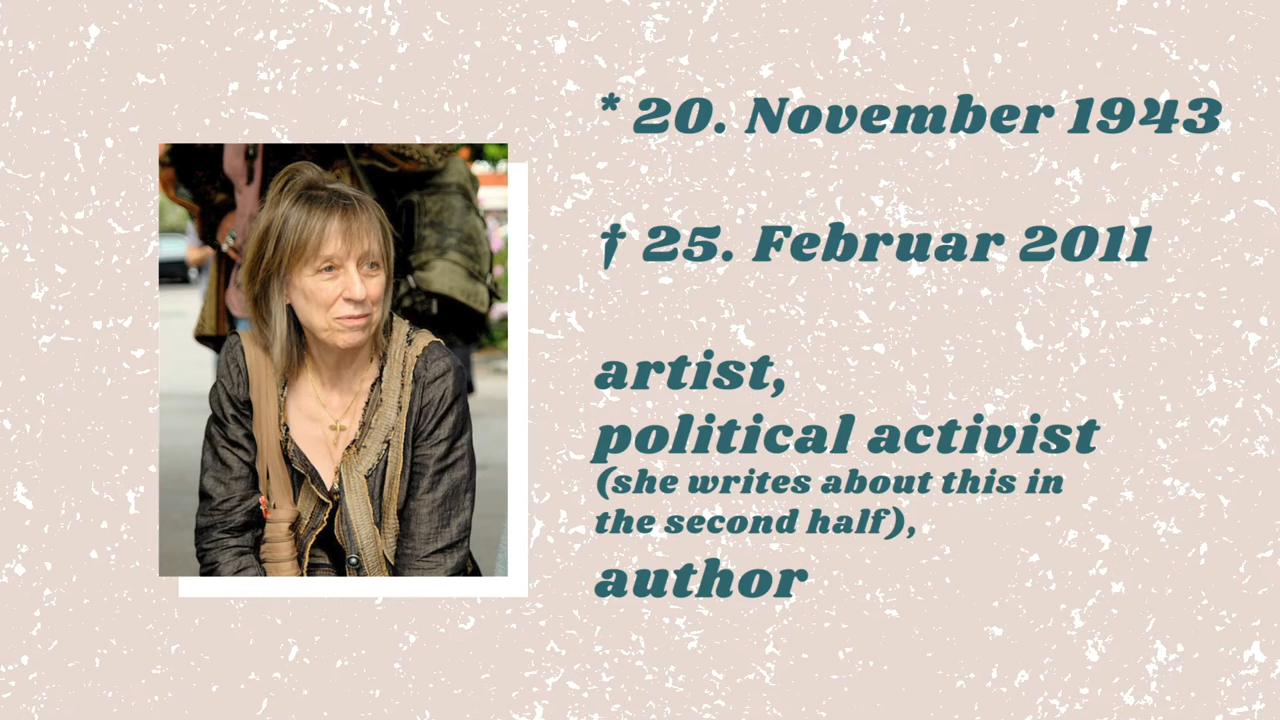 * 20. November 1943
† 25. Februar 2011
artist,
political activist
(she writes about this in
the second half),
author